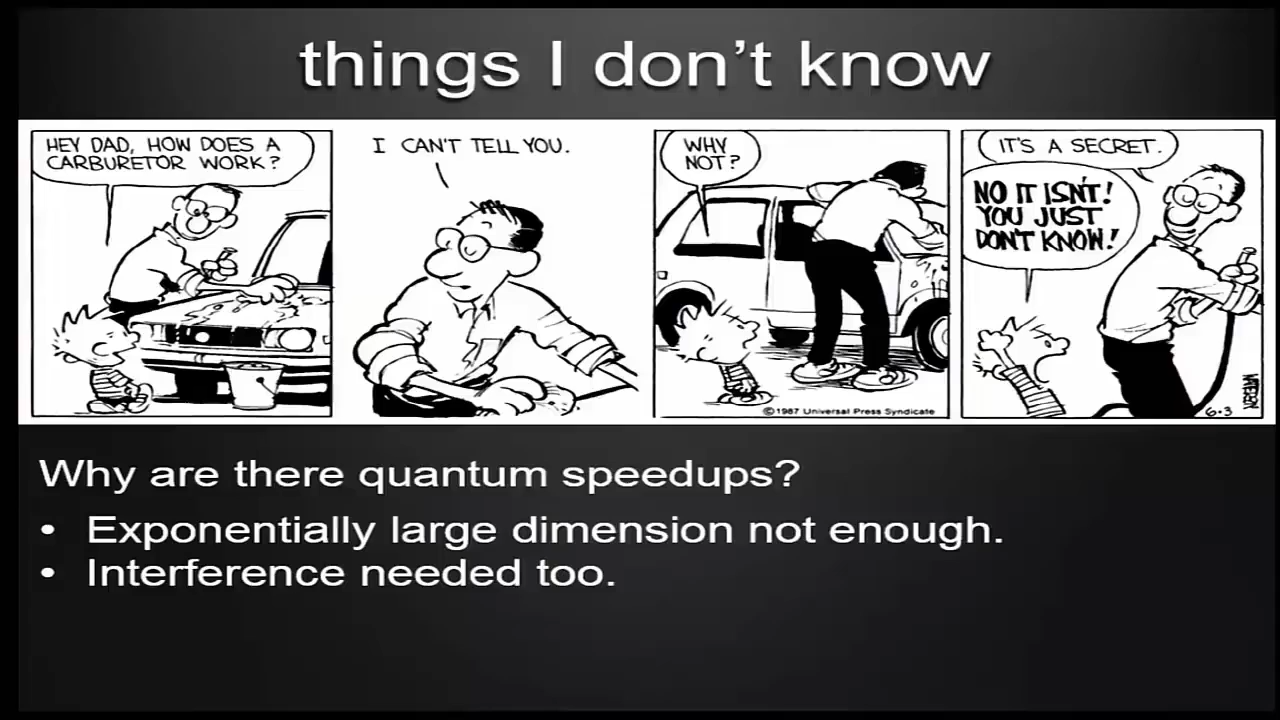 things I don't know
HEY DAD, HOW DOES A
CARBURETOR WORK?
I CAN'T TELL YOU.
WHY
NOT?
©1987 Universal Press Syndicate
IT'S A SECRET.
NO IT ISN'T!
YOU JUST
DON'T KNOW!
6-3
Why are there quantum speedups?
• Exponentially large dimension not enough.
• Interference needed too.